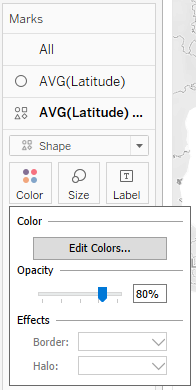 Marks
All
AVG(Latitude)
AVG(Latitude) ...
Shape
Color Size Label
Color
Edit Colors...
Opacity
80%
Effects
Border:
Halo: